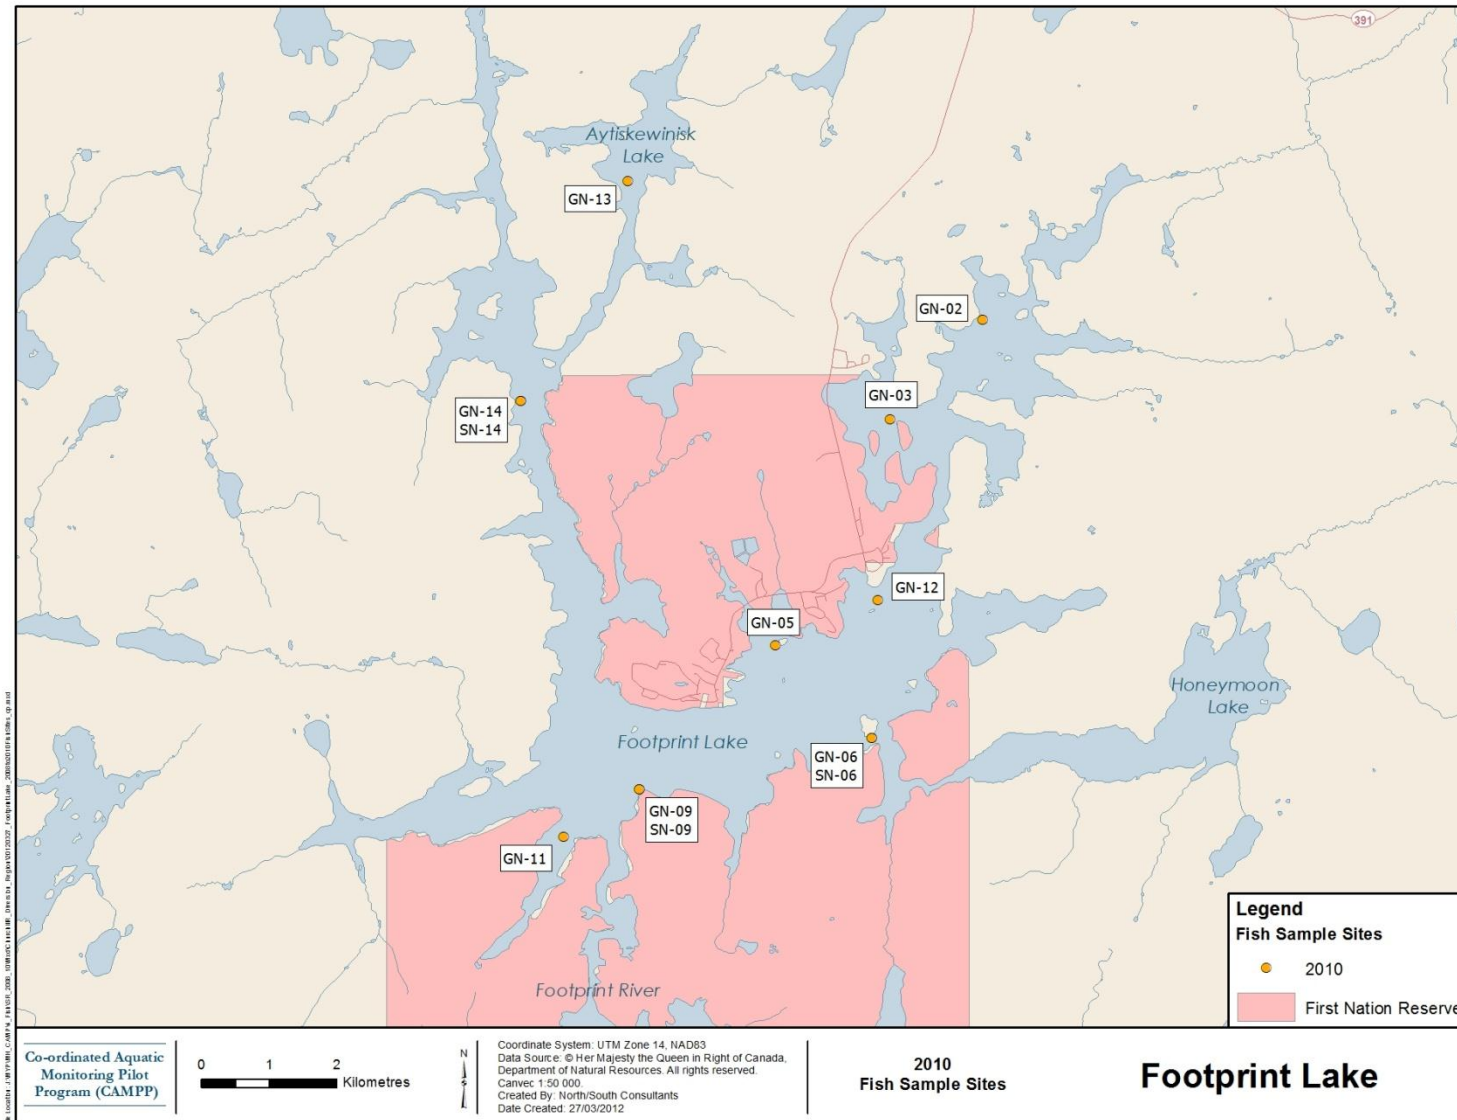 391
Aytiskewinisk
Lake
GN-13
GN-02
GN-03
GN-14
SN-14
GN-12
GN-05
Honeymoon
Lake
Footprint Lake
GN-06
SN-06
GN-09
SN-09
GN-11
Footprint River
Legend
Fish Sample Sites
2010
First Nation Reserve
Co-ordinated Aquatic
Monitoring Pilot
Program (CAMPP)
0 1 2
Kilometres
N
Coordinate System: UTM Zone 14, NAD83
Data Source: © Her Majesty the Queen in Right of Canada,
Department of Natural Resources. All rights reserved.
Canvec 1:50 000.
Created By: North/South Consultants
Date Created: 27/03/2012
2010
Fish Sample Sites
Footprint Lake